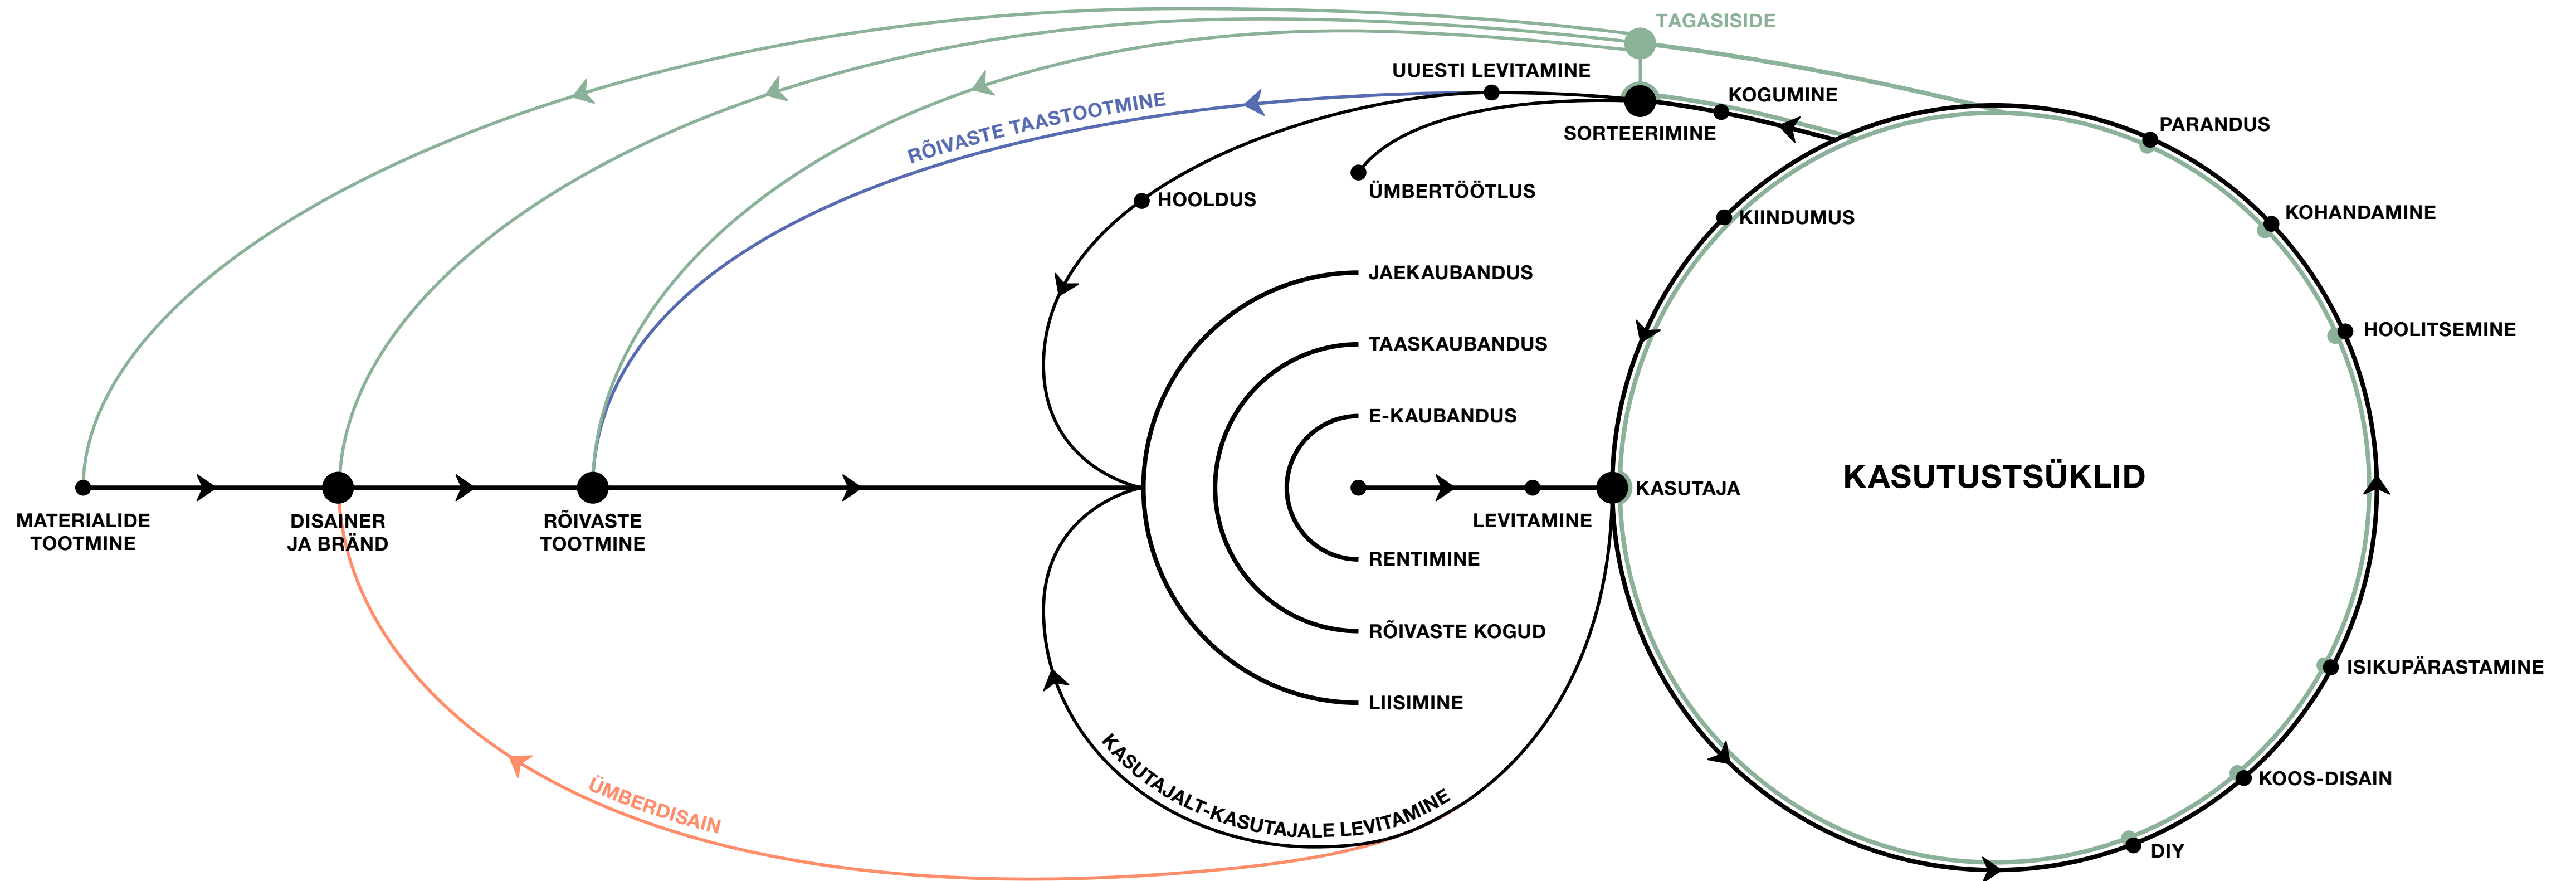 TAGASISIDE
UUESTI LEVITAMINE
KOGUMINE
RÕIVASTE TAASTOOTMINE
SORTEERIMINE
PARANDUS
ÜMBERTÖÖTLUS
HOOLDUS
KIINDUMUS
KOHANDAMINE
JAEKAUBANDUS
HOOLITSEMINE
TAASKAUBANDUS
E-KAUBANDUS
KASUTUSTSÜKLID
KASUTAJA
MATERIALIDE
TOOTMINE
DISAINER
JA BRÄND
RÕIVASTE
TOOTMINE
LEVITAMINE
RENTIMINE
RÕIVASTE KOGUD
ISIKUPÄRASTAMINE
LIISIMINE
KASUTAJALT-KASUTAJALE LEVITAMINE
KOOS-DISAIN
ÜMBERDISAIN
DIY